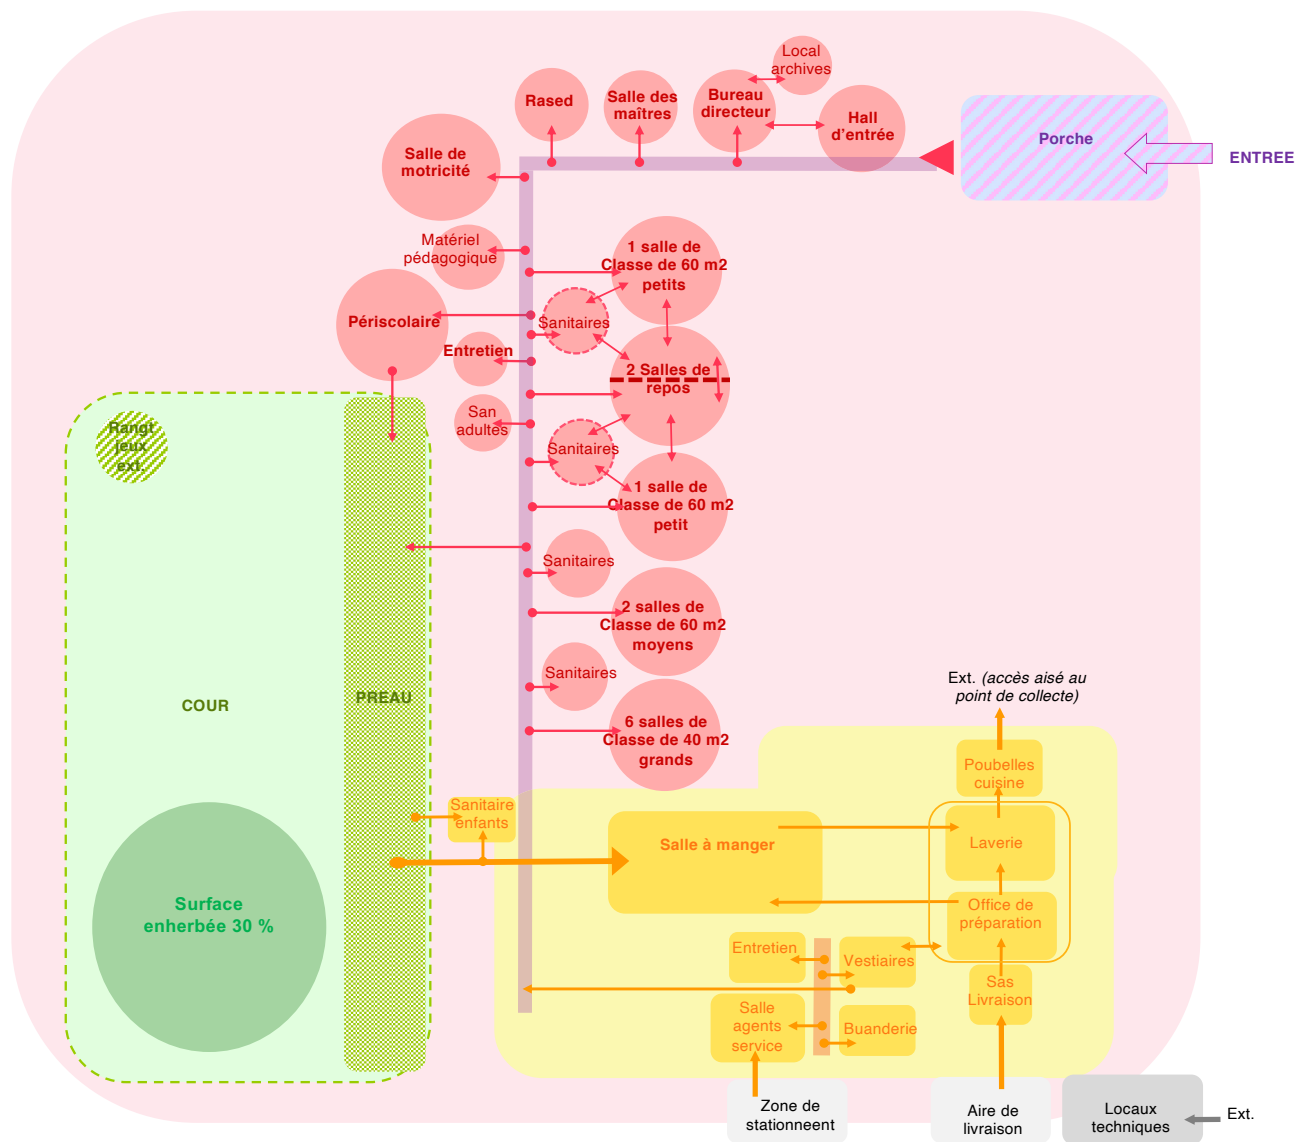 Local
archives
Rased
Salle des
maîtres
Bureau
directeur
Hall
d'entrée
Porche
ENTREE
Salle de
motricité
Matériel
pédagogique
1 salle de
Classe de 60 m2
petits
Périscolaire
Sanitaires
Entretien
2 Salles de
repos
San
adultes
Rangt
jeux
ext.
Sanitaires
1 salle de
Classe de 60 m2
petit
Sanitaires
2 salles de
Classe de 60 m2
moyens
Sanitaires
COUR
PREAU
6 salles de
Classe de 40 m2
grands
Ext. (accès aisé au
point de collecte)
Poubelles
cuisine
Sanitaire
enfants
Salle à manger
Laverie
Surface
enherbée 30 %
Office de
préparation
Entretien
Vestiaires
Sas
Livraison
Salle
agents
service
Buanderie
Zone de
stationneent
Aire de
livraison
Locaux
techniques
Ext.